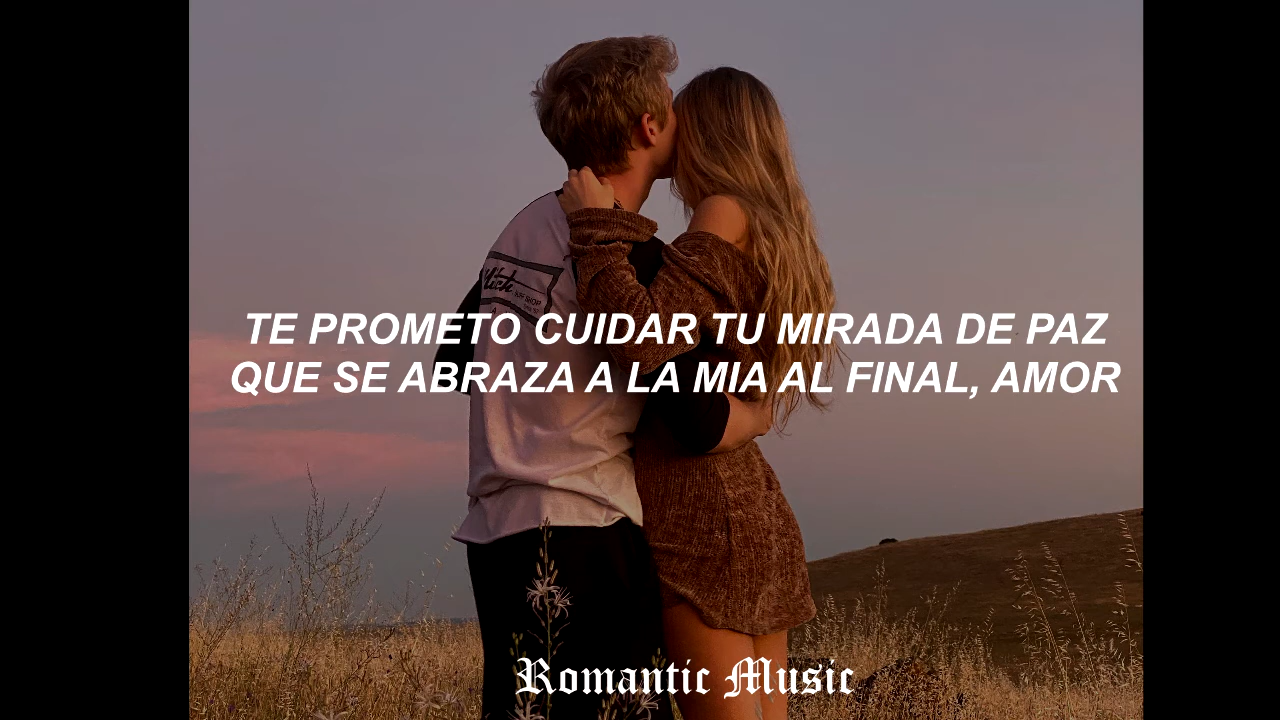 TE PROMETO CUIDAR TU MIRADA DE PAZ
QUE SE ABRAZA A LA MIA AL FINAL, AMOR
Romantic Music